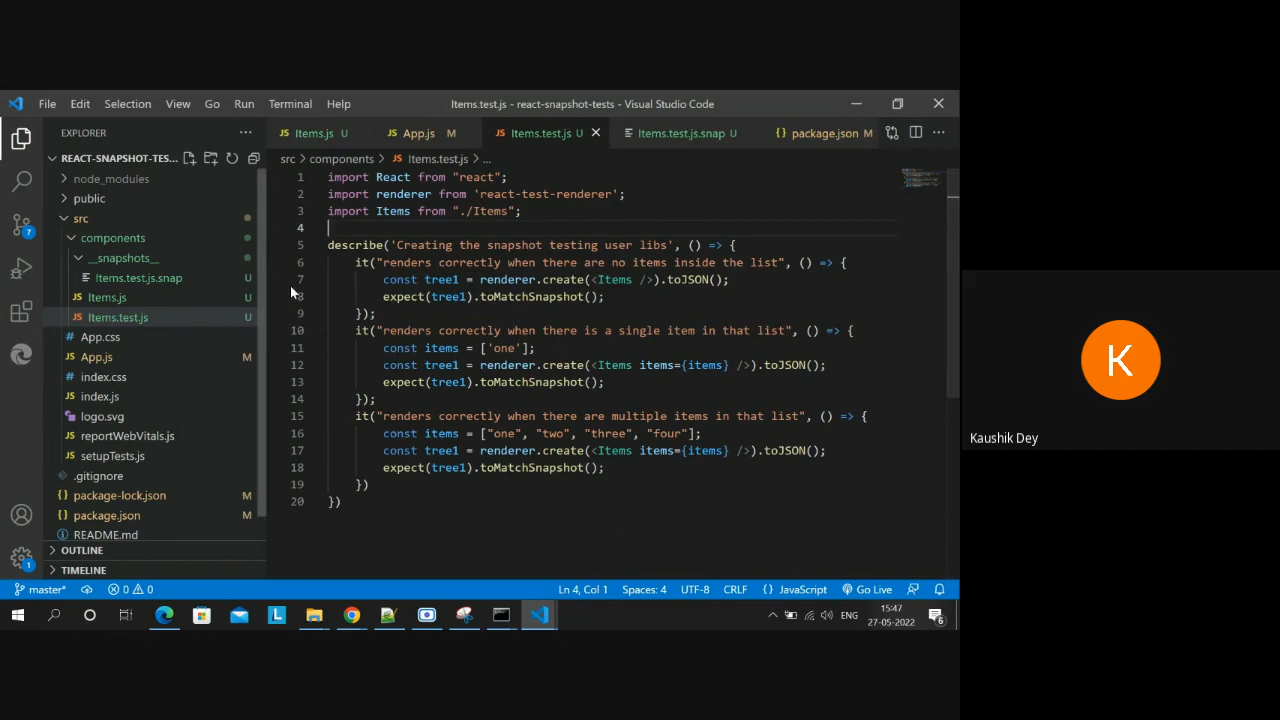 File Edit Selection View Go Run Terminal Help Items.test.js - react-snapshot-tests - Visual Studio Code
EXPLORER
Items.js U App.js M Items.test.js U Items.test.js.snap U package.json M
REACT-SNAPSHOT-TES...
src > components > Items.test.js > ...
node_modules
public
src
components
__snapshots__
Items.test.js.snap U
Items.js U
Items.test.js U
App.css
App.js M
index.css
index.js
logo.svg
reportWebVitals.js
setupTests.js
.gitignore
package-lock.json M
package.json M
README.md
OUTLINE
TIMELINE
7
1
1 import React from "react";
2 import renderer from 'react-test-renderer';
3 import Items from "./Items";
4
5 describe('Creating the snapshot testing user libs', () => {
6 it("renders correctly when there are no items inside the list", () => {
7 const tree1 = renderer.create(<Items />).toJSON();
8 expect(tree1).toMatchSnapshot();
9 });
10 it("renders correctly when there is a single item in that list", () => {
11 const items = ['one'];
12 const tree1 = renderer.create(<Items items={items} />).toJSON();
13 expect(tree1).toMatchSnapshot();
14 });
15 it("renders correctly when there are multiple items in that list", () => {
16 const items = ["one", "two", "three", "four"];
17 const tree1 = renderer.create(<Items items={items} />).toJSON();
18 expect(tree1).toMatchSnapshot();
19 })
20 })
master* 0 0 Ln 4, Col 1 Spaces: 4 UTF-8 CRLF {} JavaScript Go Live
L ENG 15:47
27-05-2022 6
K
Kaushik Dey